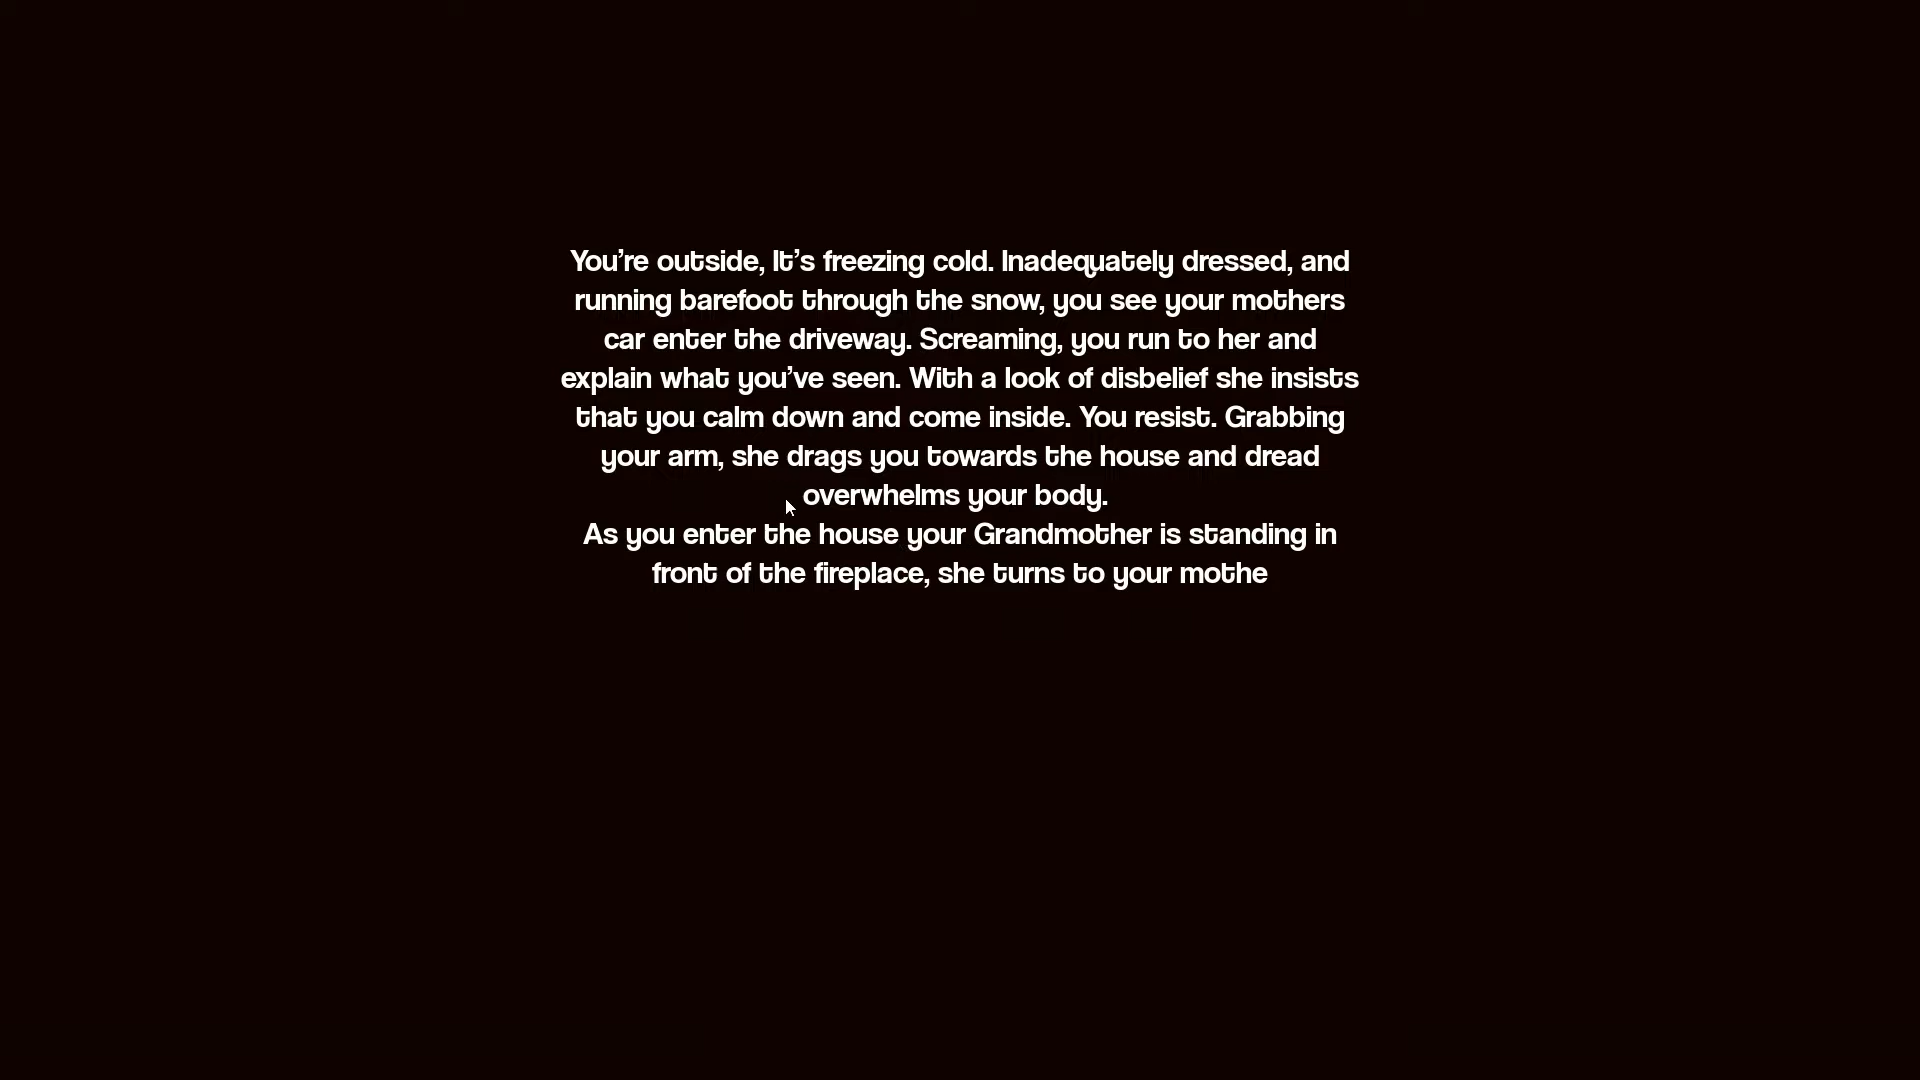 You're outside, It's freezing cold. Inadequately dressed, and
running barefoot through the snow, you see your mothers
car enter the driveway. Screaming, you run to her and
explain what you've seen. With a look of disbelief she insists
that you calm down and come inside. You resist. Grabbing
your arm, she drags you towards the house and dread
overwhelms your body.
As you enter the house your Grandmother is standing in
front of the fireplace, she turns to your mothe